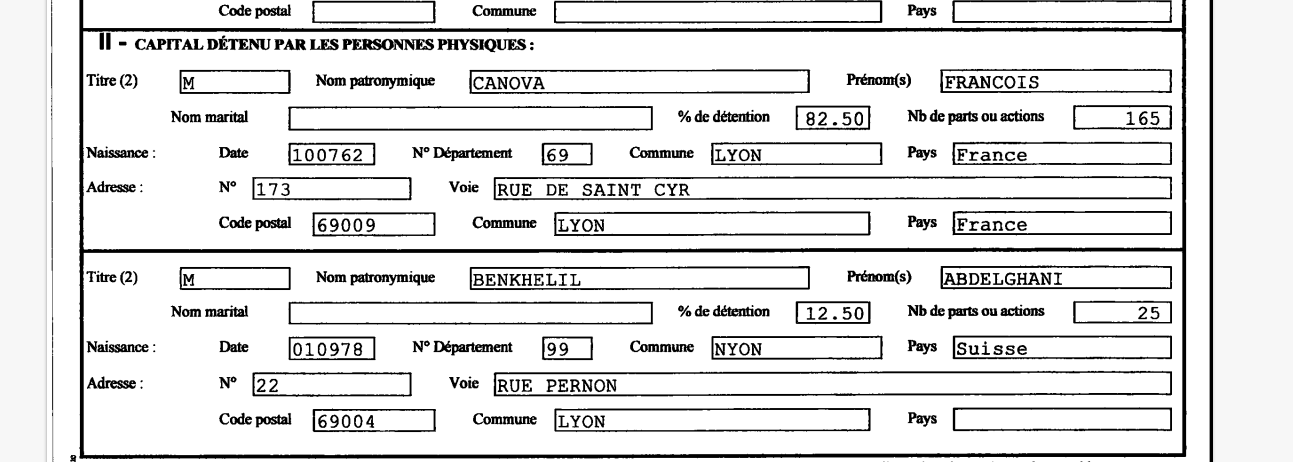 Code postal Commune Pays
II - CAPITAL DÉTENU PAR LES PERSONNES PHYSIQUES :
Titre (2) M Nom patronymique CANOVA Prénom(s) FRANCOIS
Nom marital % de détention 82.50 Nb de parts ou actions 165
Naissance : Date 100762 N° Département 69 Commune LYON Pays France
Adresse : N° 173 Voie RUE DE SAINT CYR
Code postal 69009 Commune LYON Pays France
Titre (2) M Nom patronymique BENKHELIL Prénom(s) ABDELGHANI
Nom marital % de détention 12.50 Nb de parts ou actions 25
Naissance : Date 010978 N° Département 99 Commune NYON Pays Suisse
Adresse : N° 22 Voie RUE PERNON
Code postal 69004 Commune LYON Pays